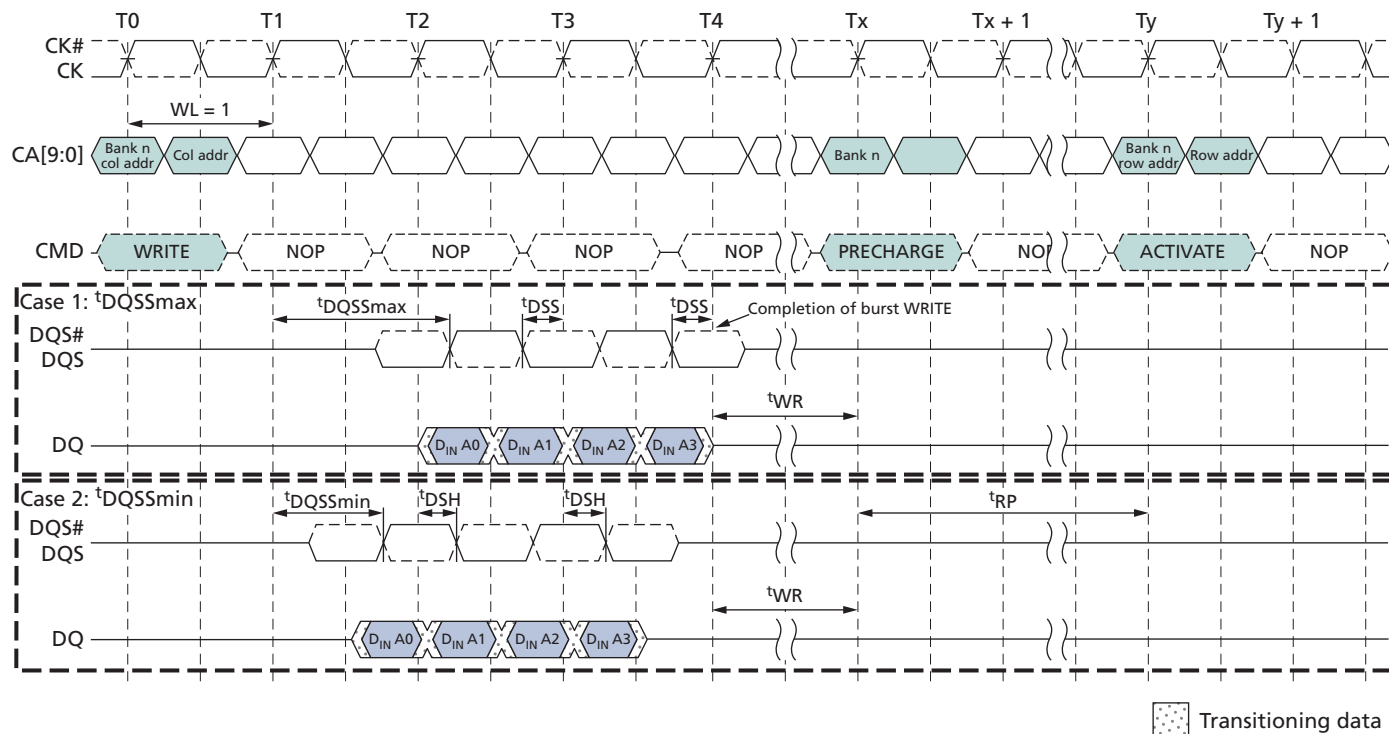 T0 T1 T2 T3 T4 Tx Tx + 1 Ty Ty + 1
CK#
CK
WL = 1
CA[9:0] Bank n col addr Col addr Bank n Bank n row addr Row addr
CMD WRITE NOP NOP NOP NOP PRECHARGE NOP ACTIVATE NOP
Case 1: tDQSSmax
tDQSSmax tDSS tDSS Completion of burst WRITE
DQS#
DQS
tWR
DQ DIN A0 DIN A1 DIN A2 DIN A3
Case 2: tDQSSmin
tDQSSmin tDSH tDSH tRP
DQS#
DQS
tWR
DQ DIN A0 DIN A1 DIN A2 DIN A3
Transitioning data